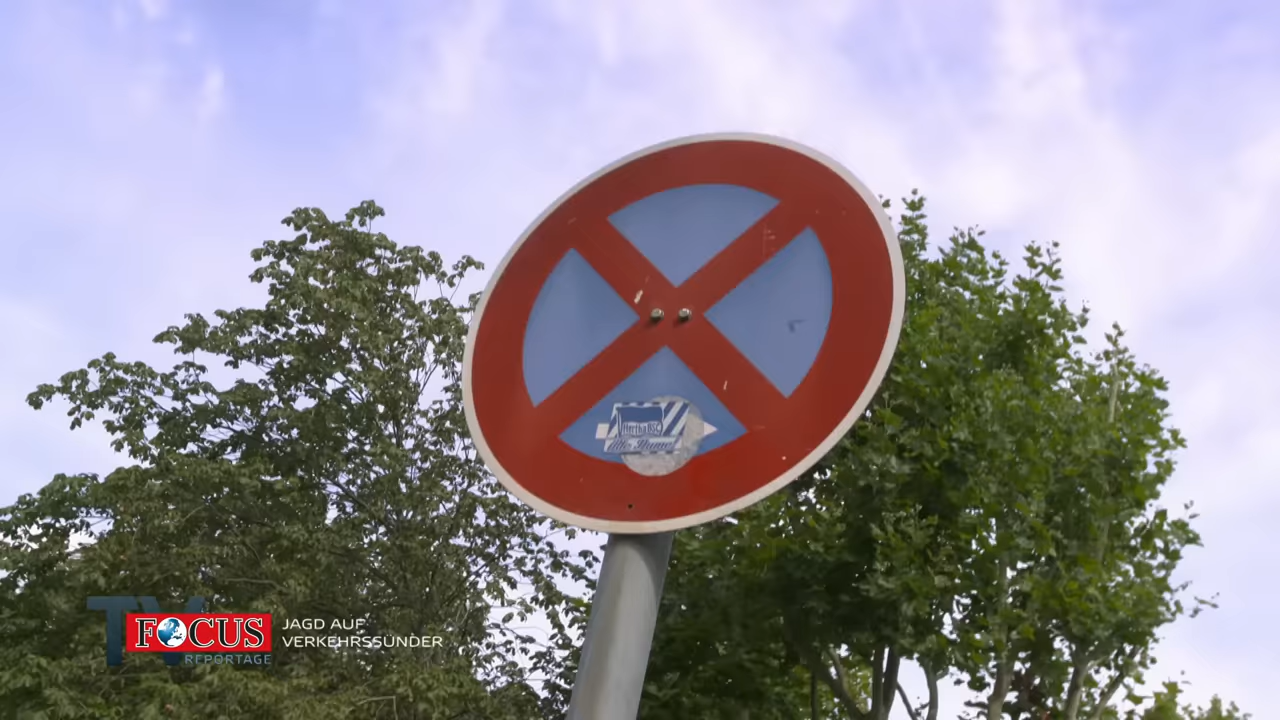 Hertha BSC
TV
FOCUS
REPORTAGE
JAGD AUF
VERKEHRSSÜNDER